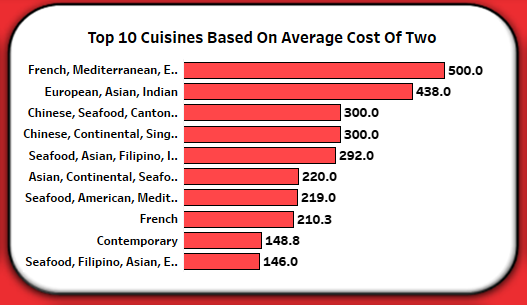 Top 10 Cuisines Based On Average Cost Of Two
French, Mediterranean, E.. 500.0
European, Asian, Indian 438.0
Chinese, Seafood, Canton.. 300.0
Chinese, Continental, Sing.. 300.0
Seafood, Asian, Filipino, I.. 292.0
Asian, Continental, Seafo.. 220.0
Seafood, American, Medit.. 219.0
French 210.3
Contemporary 148.8
Seafood, Filipino, Asian, E.. 146.0